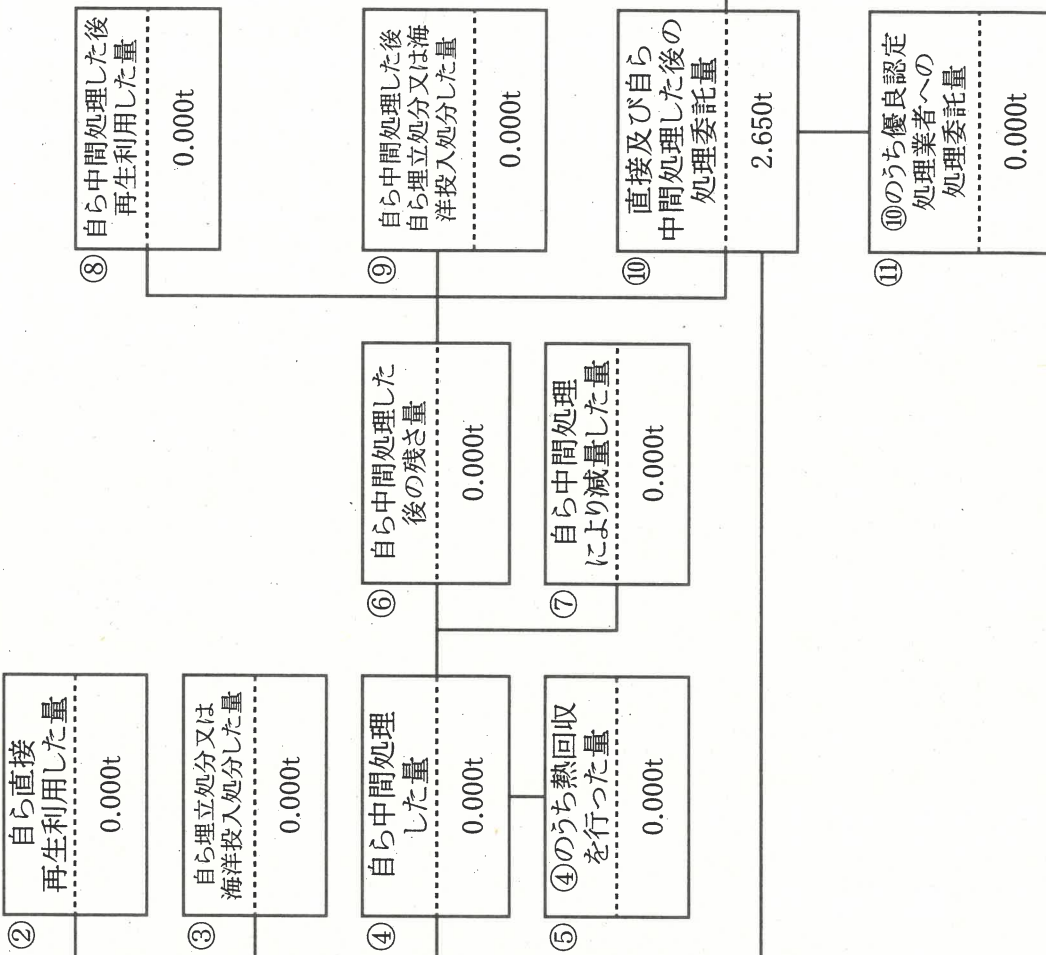 ②
自ら直接
再生利用した量
0.000t
③
自ら埋立処分又は
海洋投入処分した量
0.000t
④
自ら中間処理
した量
0.000t
⑤
④のうち熱回収
を行った量
0.000t
⑥
自ら中間処理した
後の残さ量
0.000t
⑦
自ら中間処理
により減量した量
0.000t
⑧
自ら中間処理した後
再生利用した量
0.000t
⑨
自ら中間処理した後
自ら埋立処分又は海
洋投入処分した量
0.000t
⑩
直接及び自ら
中間処理した後の
処理委託量
2.650t
⑪
⑩のうち優良認定
処理業者への
処理委託量
0.000t